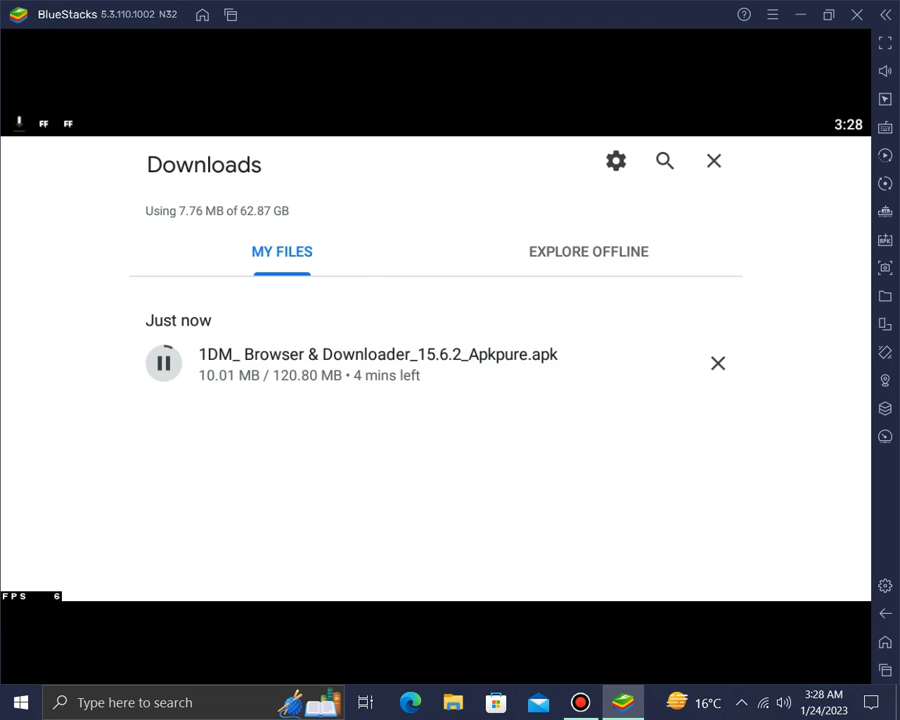 BlueStacks 5.3.110.1002 N32
FF FF 3:28
Downloads
Using 7.76 MB of 62.87 GB
MY FILES EXPLORE OFFLINE
Just now
1DM_ Browser & Downloader_15.6.2_Apkpure.apk
10.01 MB / 120.80 MB • 4 mins left
FPS 6
Type here to search
16°C
3:28 AM
1/24/2023